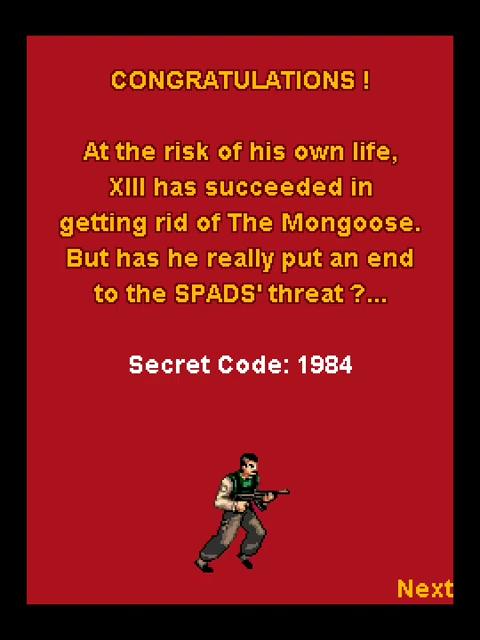 CONGRATULATIONS !
At the risk of his own life,
XIII has succeeded in
getting rid of The Mongoose.
But has he really put an end
to the SPADS' threat ?...
Secret Code: 1984
Next